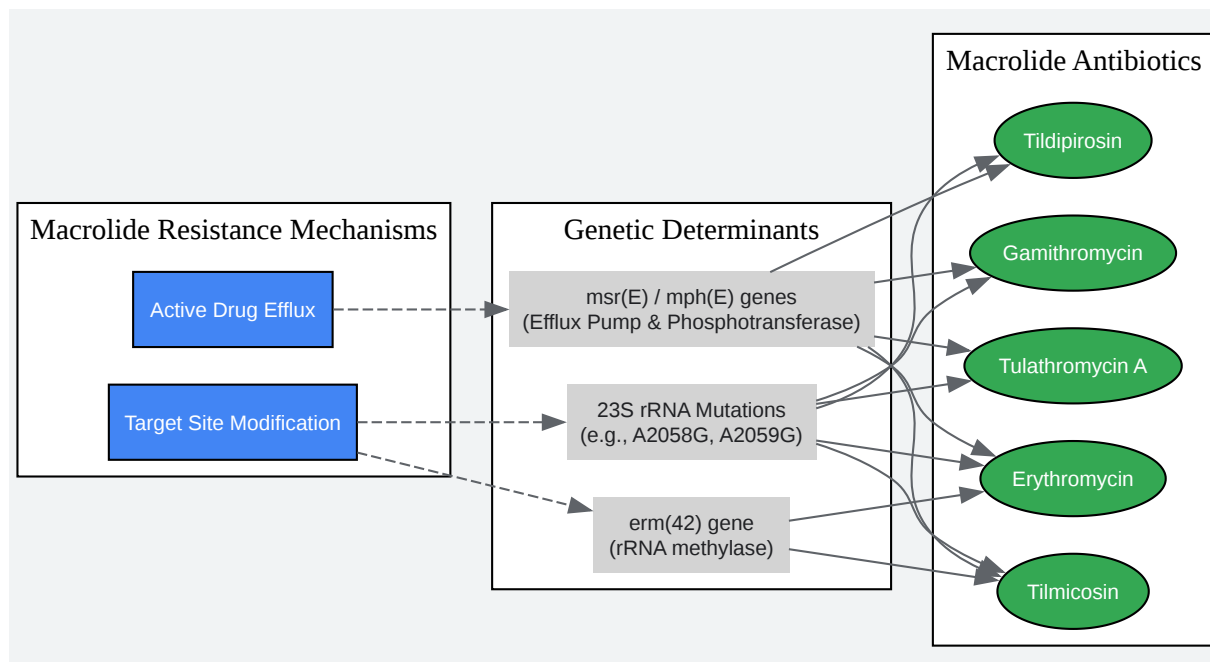 Macrolide Resistance Mechanisms
Active Drug Efflux
Target Site Modification
Genetic Determinants
msr(E) / mph(E) genes
(Efflux Pump & Phosphotransferase)
23S rRNA Mutations
(e.g., A2058G, A2059G)
erm(42) gene
(rRNA methylase)
Macrolide Antibiotics
Tildipirosin
Gamithromycin
Tulathromycin A
Erythromycin
Tilmicosin